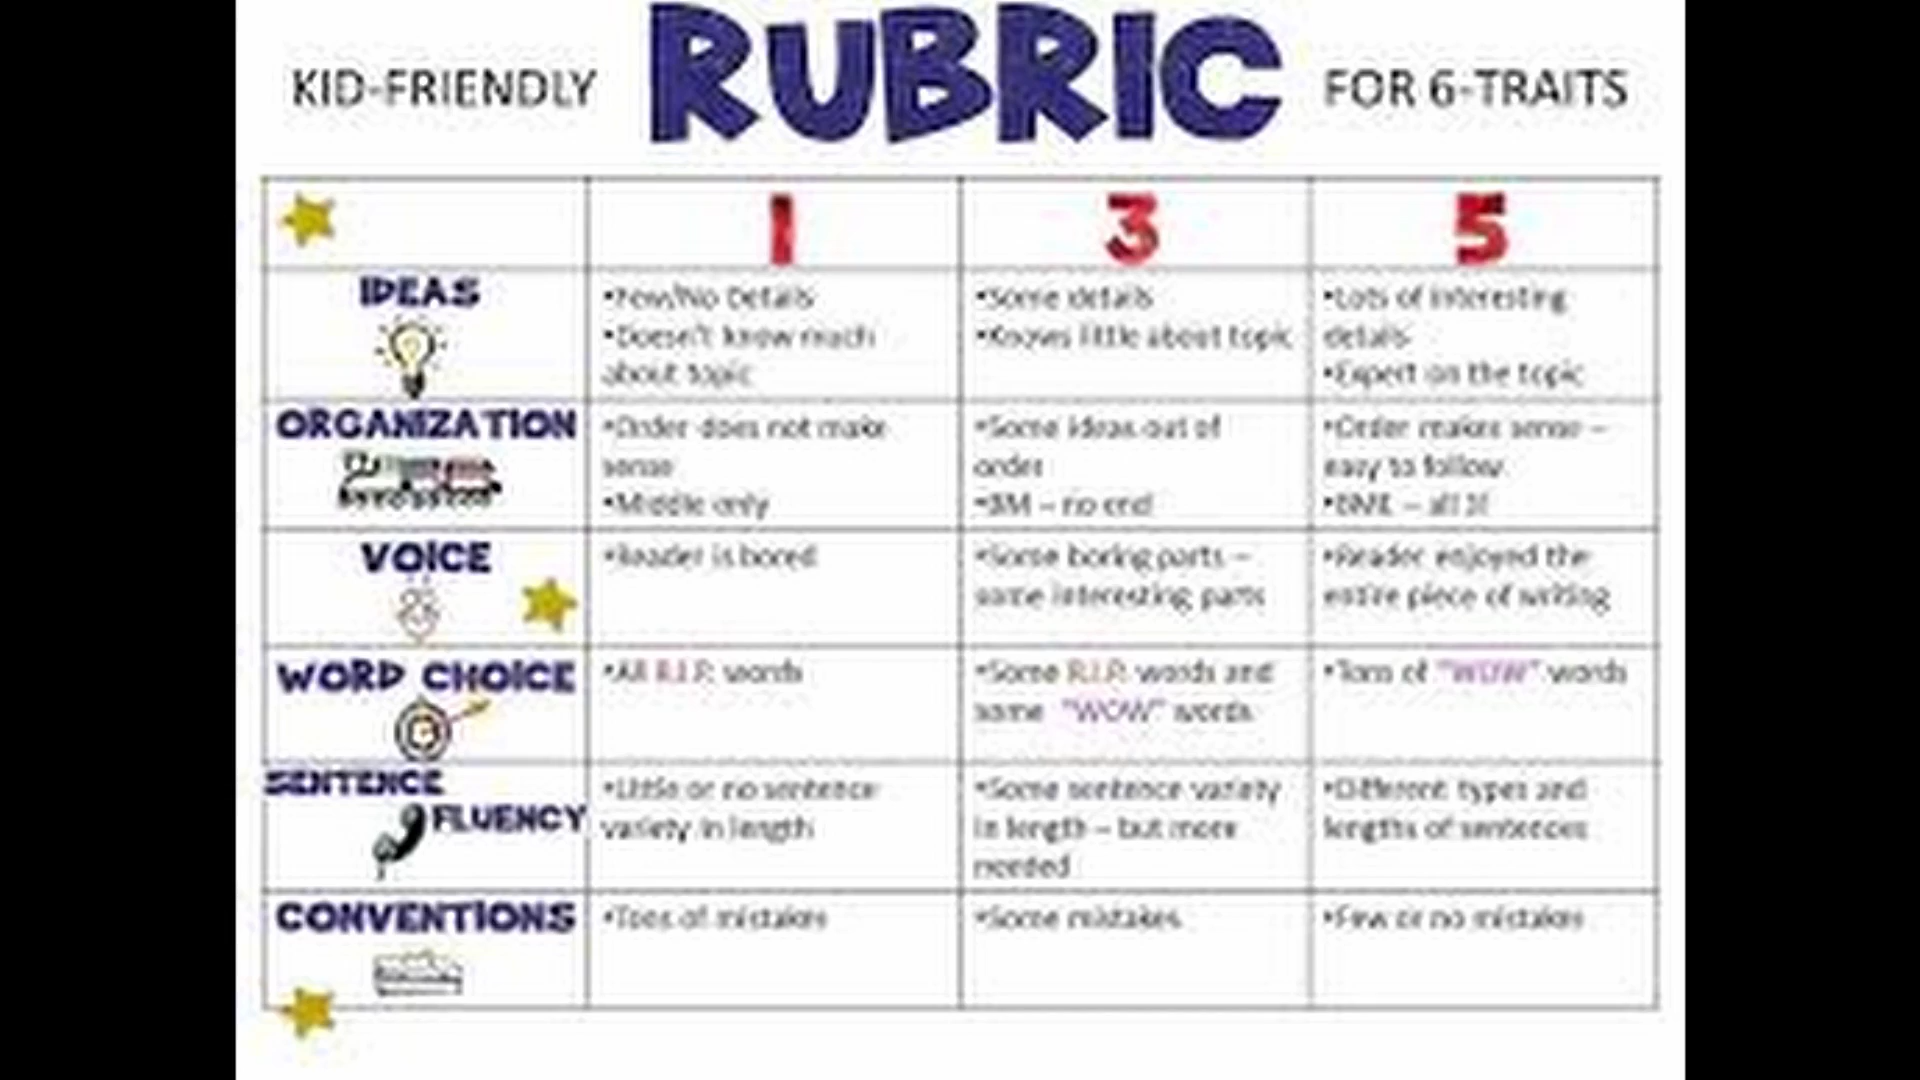 KID-FRIENDLY RUBRIC FOR 6-TRAITS
1 3 5
IDEAS
•Few/No Details
•Doesn't know much
about topic
•Some details
•Knows little about topic
•Lots of interesting
details
•Expert on the topic
ORGANIZATION
•Order does not make
sense
•Middle only
•Some ideas out of
order
•BM – no end
•Order makes sense –
easy to follow
•BME – all 3!
VOICE
•Reader is bored
•Some boring parts –
some interesting parts
•Reader enjoyed the
entire piece of writing
WORD CHOICE
•All R.I.P. words
•Some R.I.P. words and
some "WOW" words
•Tons of "WOW" words
SENTENCE
FLUENCY
•Little or no sentence
variety in length
•Some sentence variety
in length – but more
needed
•Different types and
lengths of sentences
CONVENTIONS
•Tons of mistakes
•Some mistakes
•Few or no mistakes